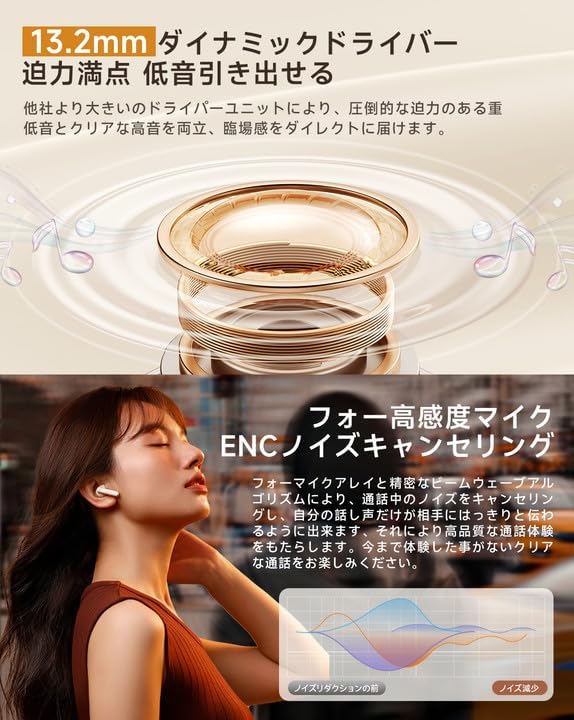 13.2mm ダイナミックドライバー
迫力満点 低音引き出せる
他社より大きいのドライバーユニットにより、圧倒的な迫力のある重
低音とクリアな高音を両立、臨場感をダイレクトに届けます。
フォー高感度マイク
ENCノイズキャンセリング
フォーマイクアレイと精密なビームウェーブアル
ゴリズムにより、通話中のノイズをキャンセリン
グし、自分の話し声だけが相手にはっきりと伝わ
るように出来ます、それにより高品質な通話体験
をもたらします。今まで体験した事がないクリア
な通話をお楽しみください。
ノイズリダクションの前
ノイズ減少